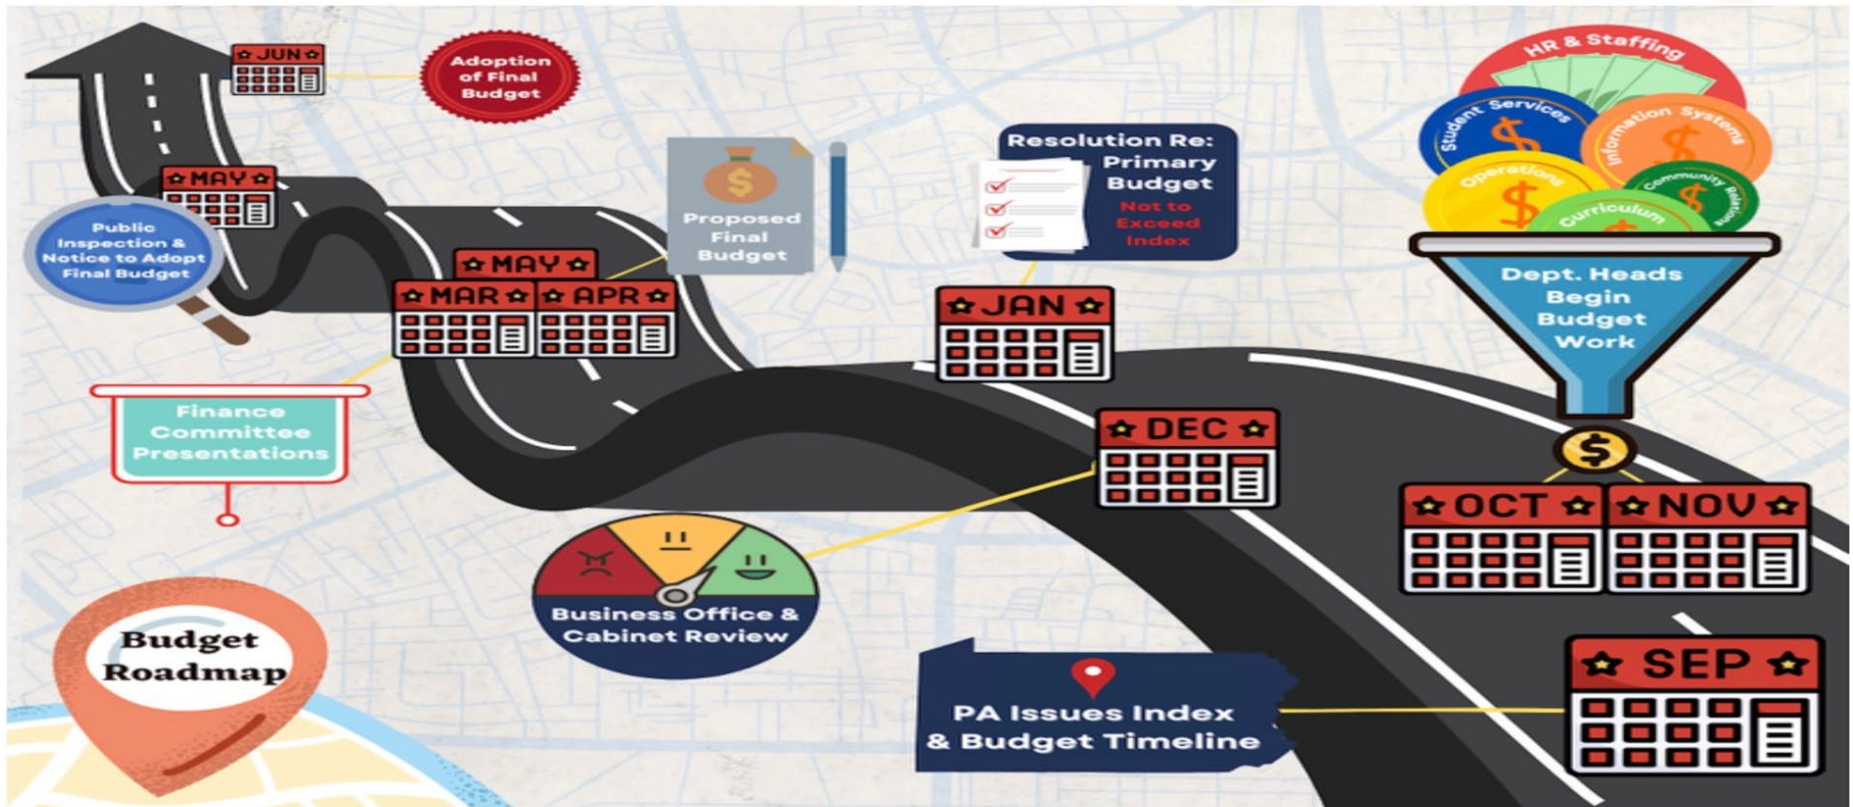 JUN
Adoption
of Final
Budget
HR & Staffing
Student Services
Information Systems
Operations
Community Relations
Curriculum
Resolution Re:
Primary
Budget
Not to
Exceed
Index
MAY
Public
Inspection &
Notice to Adopt
Final Budget
Proposed
Final
Budget
MAY
MAR
APR
JAN
Dept. Heads
Begin
Budget
Work
Finance
Committee
Presentations
DEC
OCT
NOV
Business Office &
Cabinet Review
Budget
Roadmap
SEP
PA Issues Index
& Budget Timeline